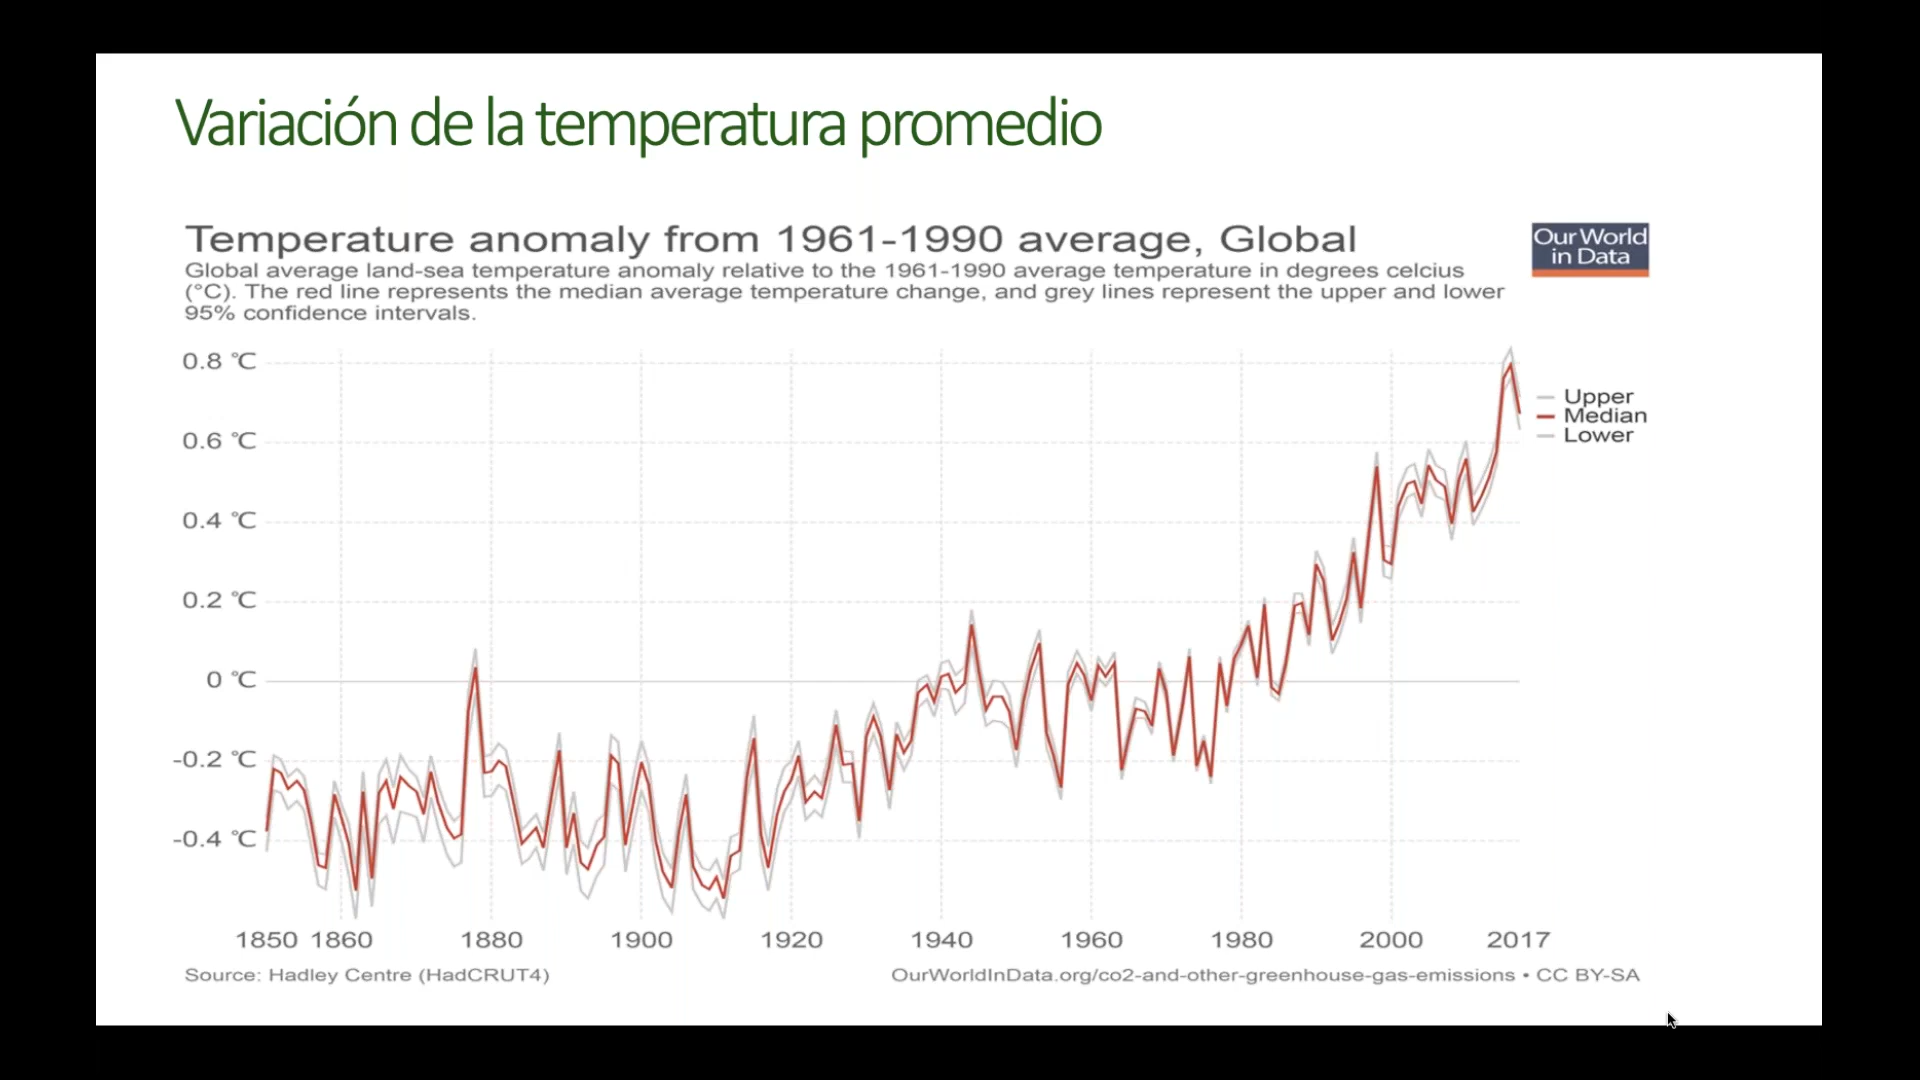 Variación de la temperatura promedio
Temperature anomaly from 1961-1990 average, Global
Our World
in Data
Global average land-sea temperature anomaly relative to the 1961-1990 average temperature in degrees celcius
(°C). The red line represents the median average temperature change, and grey lines represent the upper and lower
95% confidence intervals.
0.8 °C
0.6 °C
0.4 °C
0.2 °C
0 °C
-0.2 °C
-0.4 °C
Upper
Median
Lower
1850 1860 1880 1900 1920 1940 1960 1980 2000 2017
Source: Hadley Centre (HadCRUT4)
OurWorldInData.org/co2-and-other-greenhouse-gas-emissions • CC BY-SA